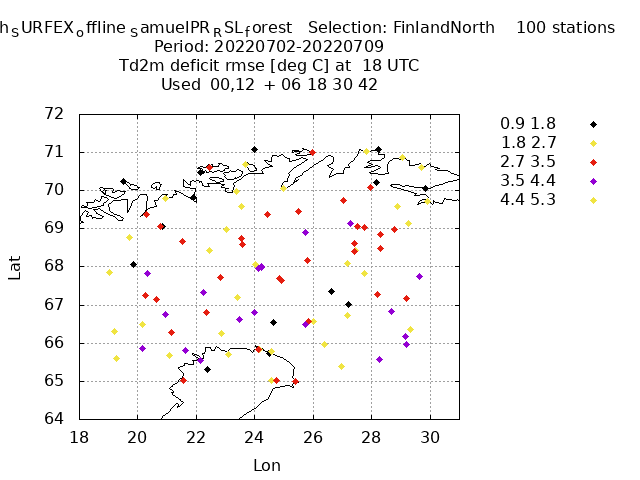 h_SURFEX_offline_SamuelPR_RSL_forest Selection: FinlandNorth 100 stations
Period: 20220702-20220709
Td2m deficit rmse [deg C] at 18 UTC
Used 00,12 + 06 18 30 42
72
71
70
69
68
67
66
65
64
18 20 22 24 26 28 30
Lat
Lon
0.9 1.8
1.8 2.7
2.7 3.5
3.5 4.4
4.4 5.3